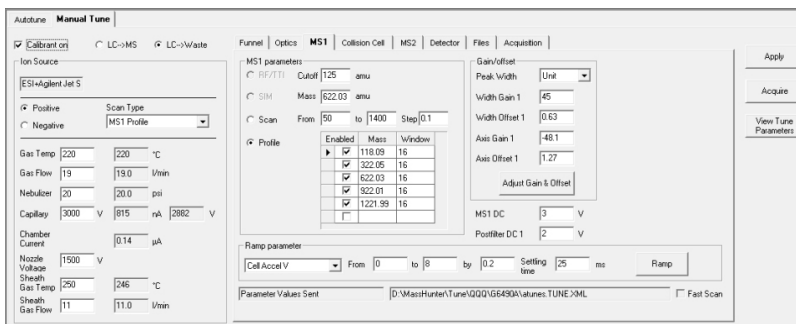 Autotune Manual Tune
Calibrant on LC->MS LC->Waste
Ion Source
ESI+Agilent Jet S
Positive Scan Type
Negative MS1 Profile
Gas Temp 220 220 °C
Gas Flow 19 19.0 l/min
Nebulizer 20 20.0 psi
Capillary 3000 V 815 nA 2882 V
Chamber
Current 0.14 µA
Nozzle
Voltage 1500 V
Sheath
Gas Temp 250 246 °C
Sheath
Gas Flow 11 11.0 l/min
Funnel Optics MS1 Collision Cell MS2 Detector Files Acquisition
MS1 parameters
RF/TTI Cutoff 125 amu
SIM Mass 622.03 amu
Scan From 50 to 1400 Step 0.1
Profile
Enabled Mass Window
118.09 16
322.05 16
622.03 16
922.01 16
1221.99 16
Gain/offset
Peak Width Unit
Width Gain 1 45
Width Offset 1 0.63
Axis Gain 1 -48.1
Axis Offset 1 1.27
Adjust Gain & Offset
MS1 DC 3 V
Postfilter DC 1 2 V
Ramp parameter
Cell Accel V From 0 to 8 by 0.2 Settling time 25 ms Ramp
Parameter Values Sent D:\MassHunter\Tune\QQQ\G6490A\atunes.TUNE.XML Fast Scan
Apply
Acquire
View Tune
Parameters